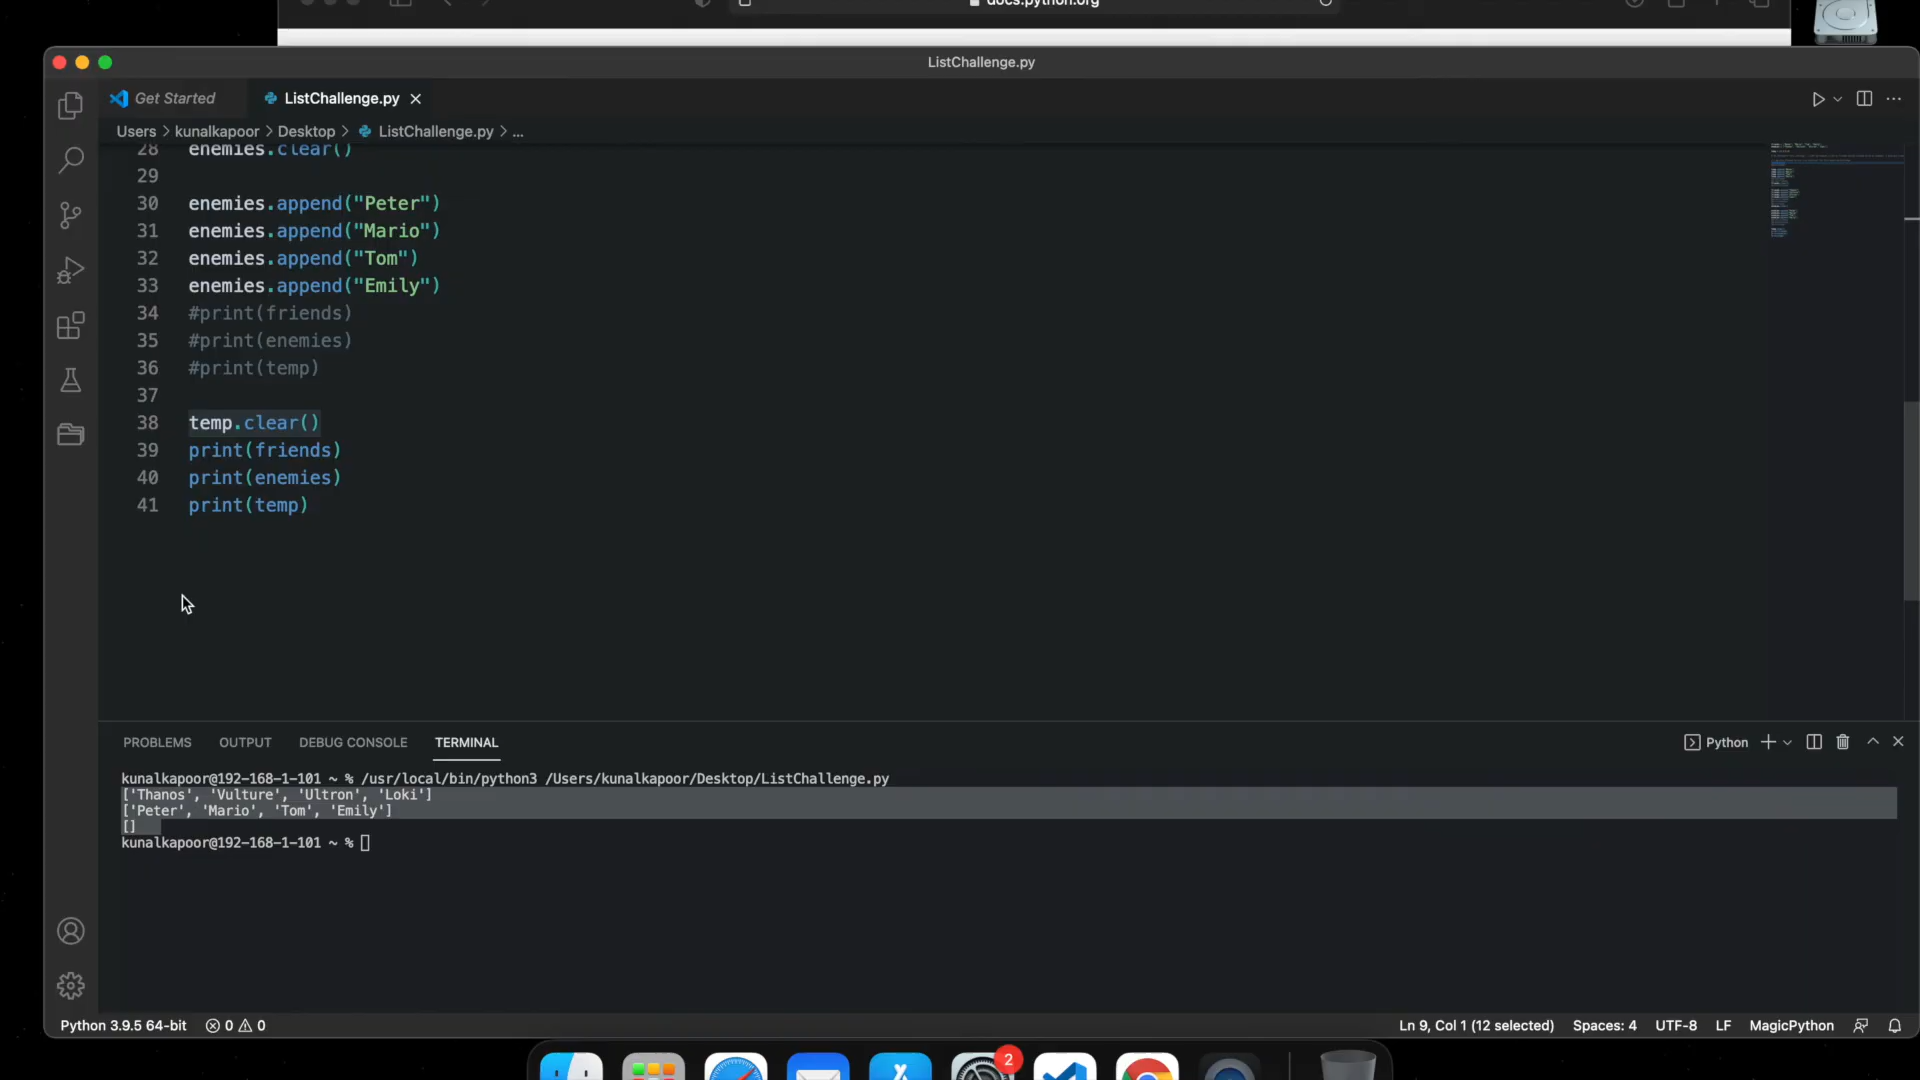 docs.python.org
ListChallenge.py
Get Started
ListChallenge.py
Users > kunalkapoor > Desktop > ListChallenge.py > ...
28 enemies.clear()
29
30 enemies.append("Peter")
31 enemies.append("Mario")
32 enemies.append("Tom")
33 enemies.append("Emily")
34 #print(friends)
35 #print(enemies)
36 #print(temp)
37
38 temp.clear()
39 print(friends)
40 print(enemies)
41 print(temp)
PROBLEMS OUTPUT DEBUG CONSOLE TERMINAL
Python
kunalkapoor@192-168-1-101 ~ % /usr/local/bin/python3 /Users/kunalkapoor/Desktop/ListChallenge.py
['Thanos', 'Vulture', 'Ultron', 'Loki']
['Peter', 'Mario', 'Tom', 'Emily']
[]
kunalkapoor@192-168-1-101 ~ %
Python 3.9.5 64-bit 0 0 Ln 9, Col 1 (12 selected) Spaces: 4 UTF-8 LF MagicPython
2